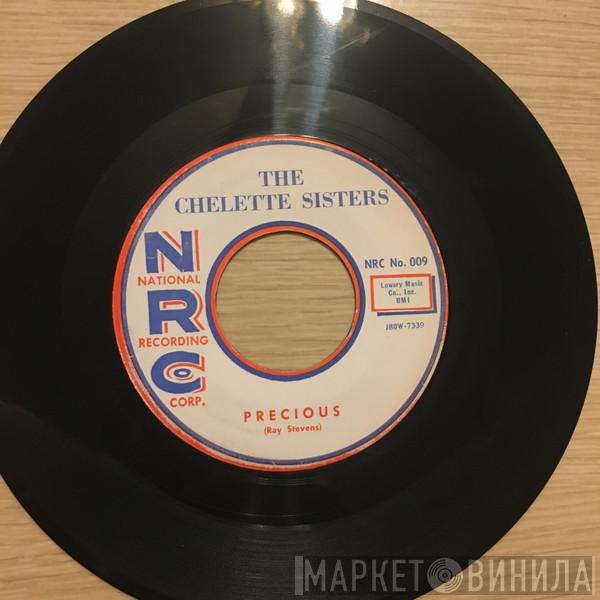 THE
CHELETTE SISTERS
N
NATIONAL
R
RECORDING
C
CORP.
NRC No. 009
Lowery Music
Co., Inc.
BMI
J80W-7339
PRECIOUS
(Ray Stevens)
МАРКЕТ ВИНИЛА